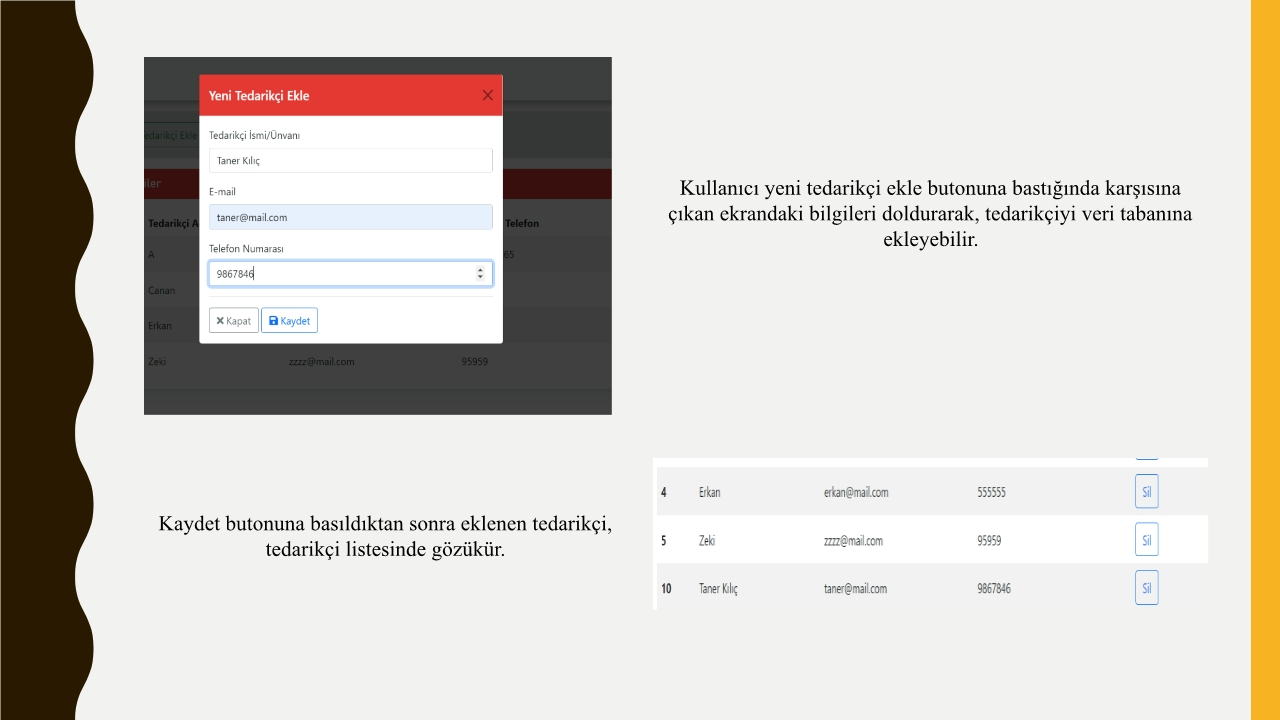 Yeni Tedarikçi Ekle
edarikçi Ekle
Tedarikçi İsmi/Ünvanı
Taner Kılıç
iler
E-mail
taner@mail.com
Tedarikçi A
Telefon
Telefon Numarası
A
65
9867846
Canan
Kapat Kaydet
Erkan
Zeki zzzz@mail.com 95959
Kullanıcı yeni tedarikçi ekle butonuna bastığında karşısına
çıkan ekrandaki bilgileri doldurarak, tedarikçiyi veri tabanına
ekleyebilir.
Kaydet butonuna basıldıktan sonra eklenen tedarikçi,
tedarikçi listesinde gözükür.
4 Erkan erkan@mail.com 555555 Sil
5 Zeki zzzz@mail.com 95959 Sil
10 Taner Kılıç taner@mail.com 9867846 Sil